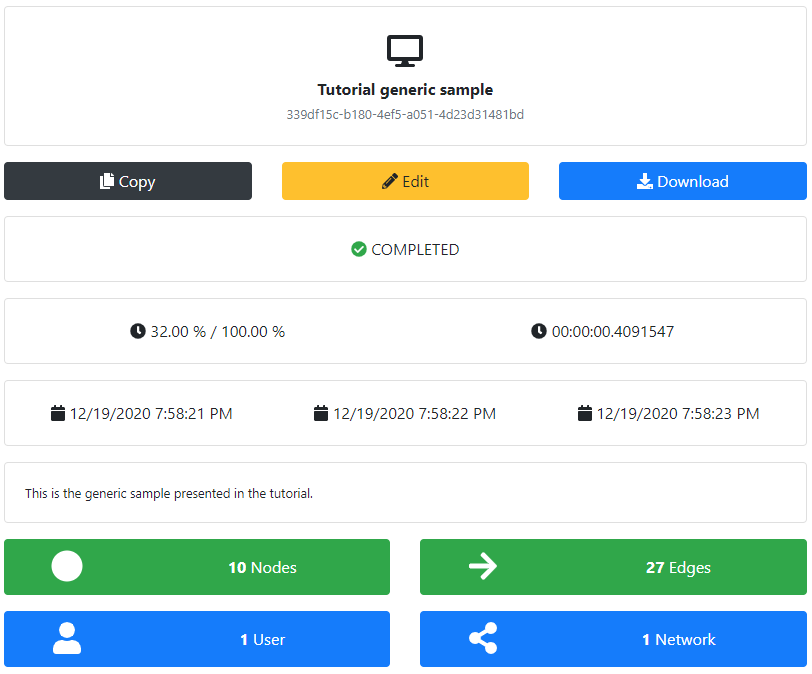 Tutorial generic sample
339df15c-b180-4ef5-a051-4d23d31481bd
Copy
Edit
Download
COMPLETED
32.00 % / 100.00 %
00:00:00.4091547
12/19/2020 7:58:21 PM
12/19/2020 7:58:22 PM
12/19/2020 7:58:23 PM
This is the generic sample presented in the tutorial.
10 Nodes
27 Edges
1 User
1 Network